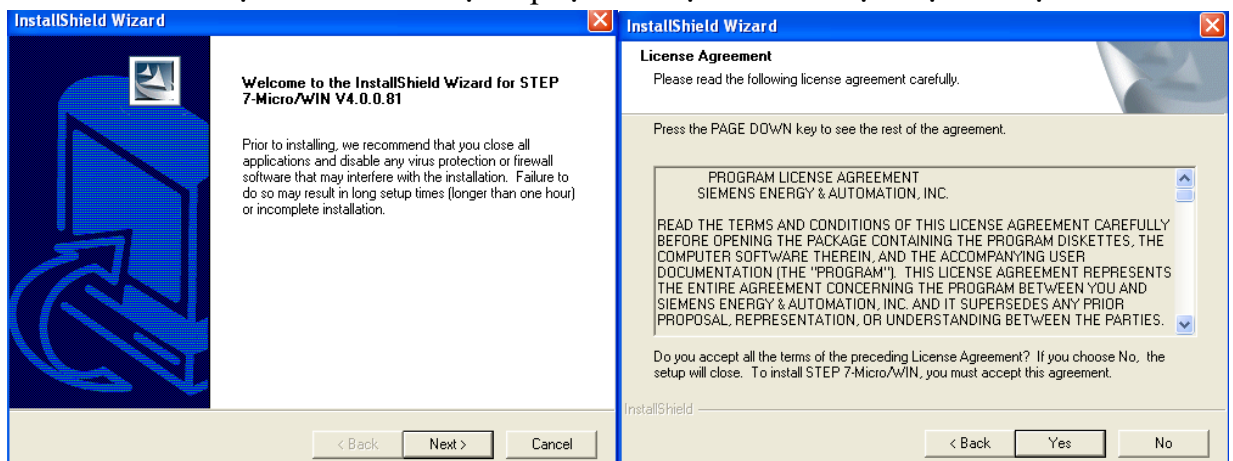 InstallShield Wizard
Welcome to the InstallShield Wizard for STEP
7-Micro/WIN V4.0.0.81
Prior to installing, we recommend that you close all
applications and disable any virus protection or firewall
software that may interfere with the installation. Failure to
do so may result in long setup times (longer than one hour)
or incomplete installation.
< Back
Next >
Cancel
InstallShield Wizard
License Agreement
Please read the following license agreement carefully.
Press the PAGE DOWN key to see the rest of the agreement.
PROGRAM LICENSE AGREEMENT
SIEMENS ENERGY & AUTOMATION, INC.
READ THE TERMS AND CONDITIONS OF THIS LICENSE AGREEMENT CAREFULLY
BEFORE OPENING THE PACKAGE CONTAINING THE PROGRAM DISKETTES, THE
COMPUTER SOFTWARE THEREIN, AND THE ACCOMPANYING USER
DOCUMENTATION (THE "PROGRAM"). THIS LICENSE AGREEMENT REPRESENTS
THE ENTIRE AGREEMENT CONCERNING THE PROGRAM BETWEEN YOU AND
SIEMENS ENERGY & AUTOMATION, INC. AND IT SUPERSEDES ANY PRIOR
PROPOSAL, REPRESENTATION, OR UNDERSTANDING BETWEEN THE PARTIES.
Do you accept all the terms of the preceding License Agreement? If you choose No, the
setup will close. To install STEP 7-Micro/WIN, you must accept this agreement.
InstallShield
< Back
Yes
No